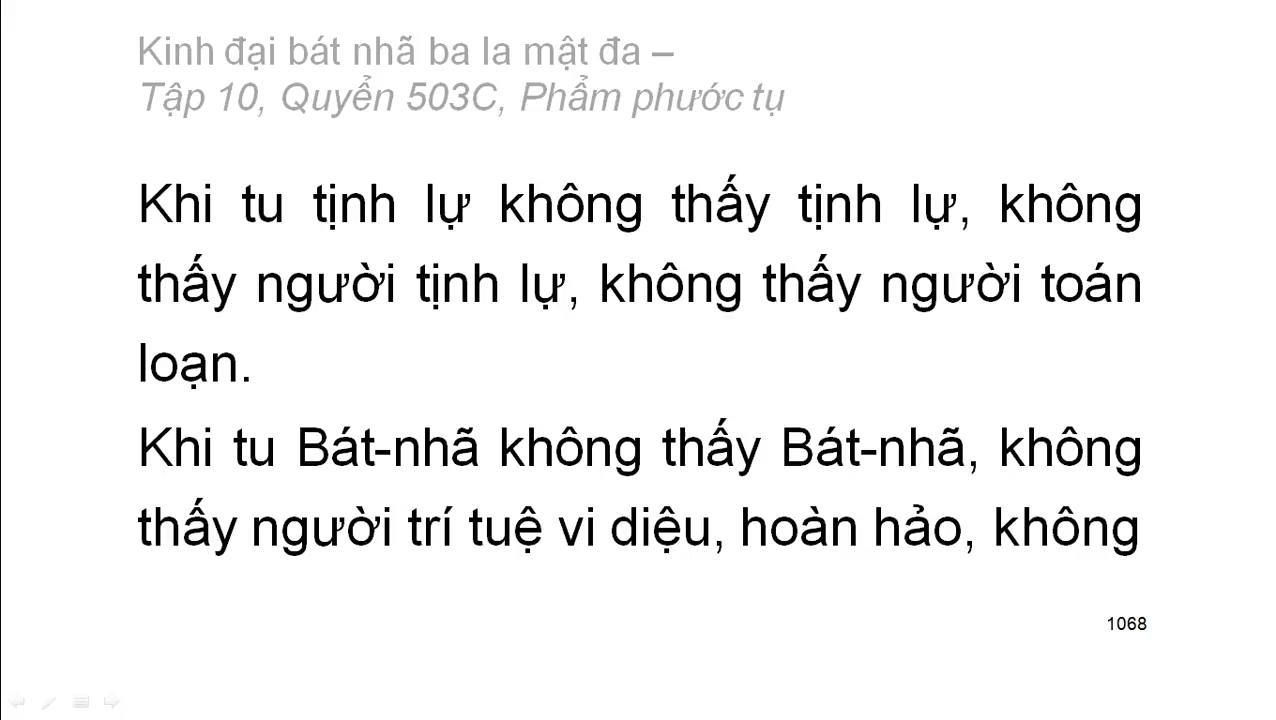 Kinh đại bát nhã ba la mật đa –
Tập 10, Quyển 503C, Phẩm phước tụ
Khi tu tịnh lự không thấy tịnh lự, không
thấy người tịnh lự, không thấy người toán
loạn.
Khi tu Bát-nhã không thấy Bát-nhã, không
thấy người trí tuệ vi diệu, hoàn hảo, không
1068